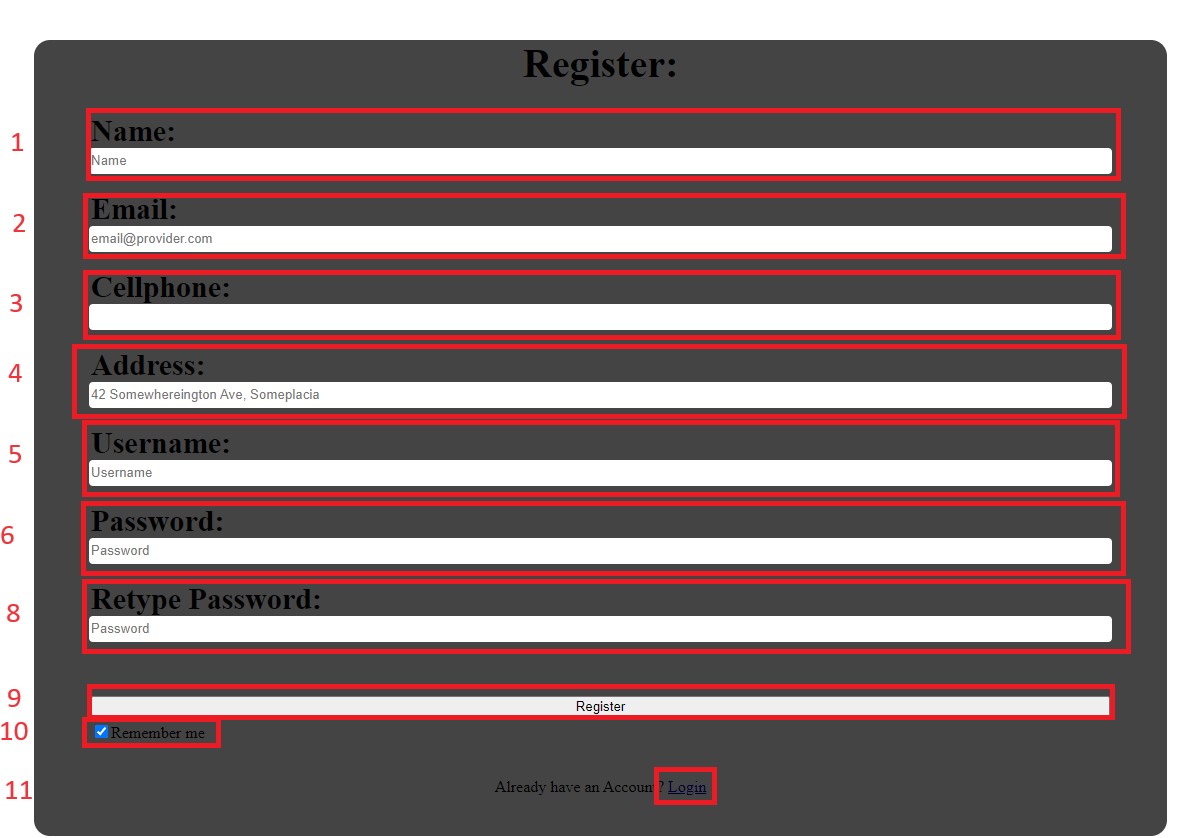 Register:
1
Name:
Name
2
Email:
email@provider.com
3
Cellphone:
4
Address:
42 Somewhereington Ave, Someplacia
5
Username:
Username
6
Password:
Password
8
Retype Password:
Password
9
Register
10
Remember me
11
Already have an Account? Login